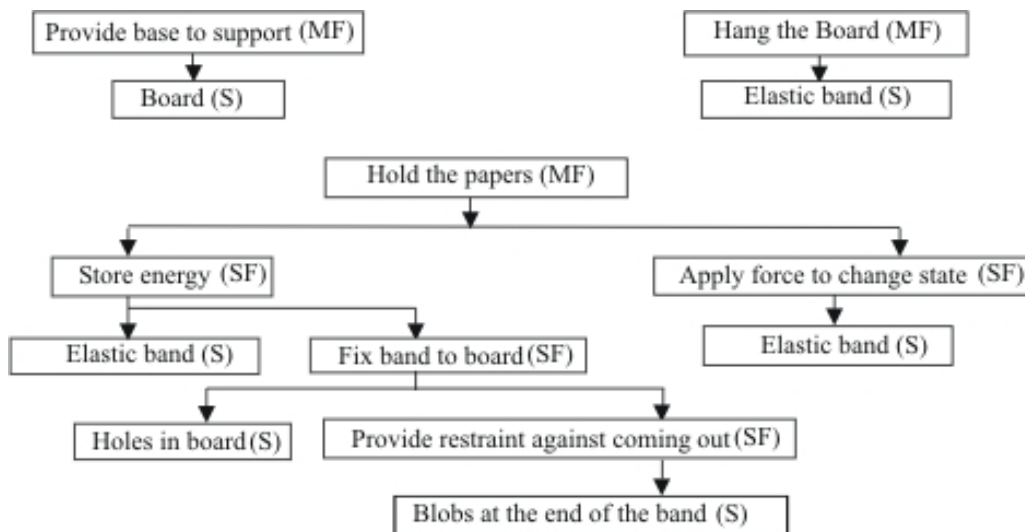 Provide base to support (MF)
Hang the Board (MF)
Board (S)
Elastic band (S)
Hold the papers (MF)
Store energy (SF)
Apply force to change state (SF)
Elastic band (S)
Fix band to board (SF)
Elastic band (S)
Holes in board (S)
Provide restraint against coming out (SF)
Blobs at the end of the band (S)